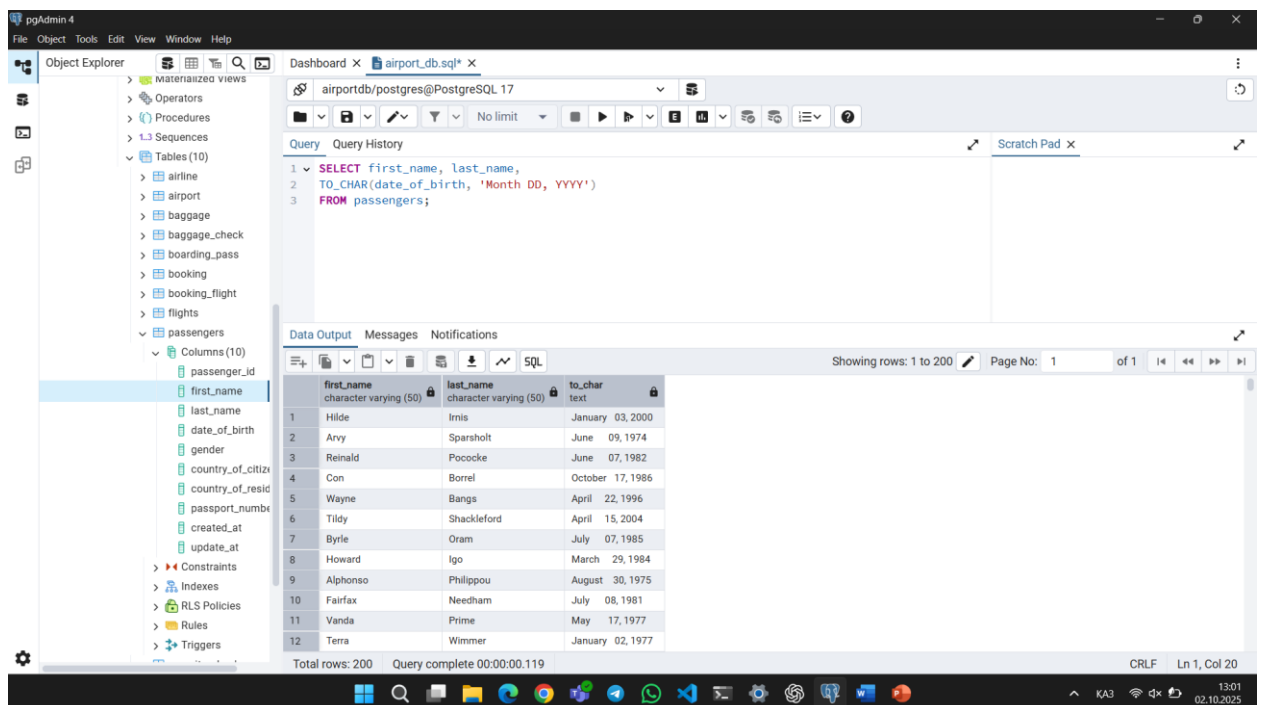 pgAdmin 4
File Object Tools Edit View Window Help
Object Explorer
Dashboard airport_db.sql*
Materialized Views
Operators
Procedures
1..3 Sequences
Tables (10)
airline
airport
baggage
baggage_check
boarding_pass
booking
booking_flight
flights
passengers
Columns (10)
passenger_id
first_name
last_name
date_of_birth
gender
country_of_citize
country_of_resid
passport_numbe
created_at
update_at
Constraints
Indexes
RLS Policies
Rules
Triggers
airportdb/postgres@PostgreSQL 17
No limit
E
Query Query History
Scratch Pad
1 SELECT first_name, last_name,
2 TO_CHAR(date_of_birth, 'Month DD, YYYY')
3 FROM passengers;
Data Output Messages Notifications
SQL
Showing rows: 1 to 200 Page No: 1 of 1
first_name character varying (50) last_name character varying (50) to_char text
1 Hilde Irnis January 03, 2000
2 Arvy Sparsholt June 09, 1974
3 Reinald Pococke June 07, 1982
4 Con Borrel October 17, 1986
5 Wayne Bangs April 22, 1996
6 Tildy Shackleford April 15, 2004
7 Byrle Oram July 07, 1985
8 Howard Igo March 29, 1984
9 Alphonso Philippou August 30, 1975
10 Fairfax Needham July 08, 1981
11 Vanda Prime May 17, 1977
12 Terra Wimmer January 02, 1977
Total rows: 200 Query complete 00:00:00.119 CRLF Ln 1, Col 20
ҚАЗ 13:01
02.10.2025